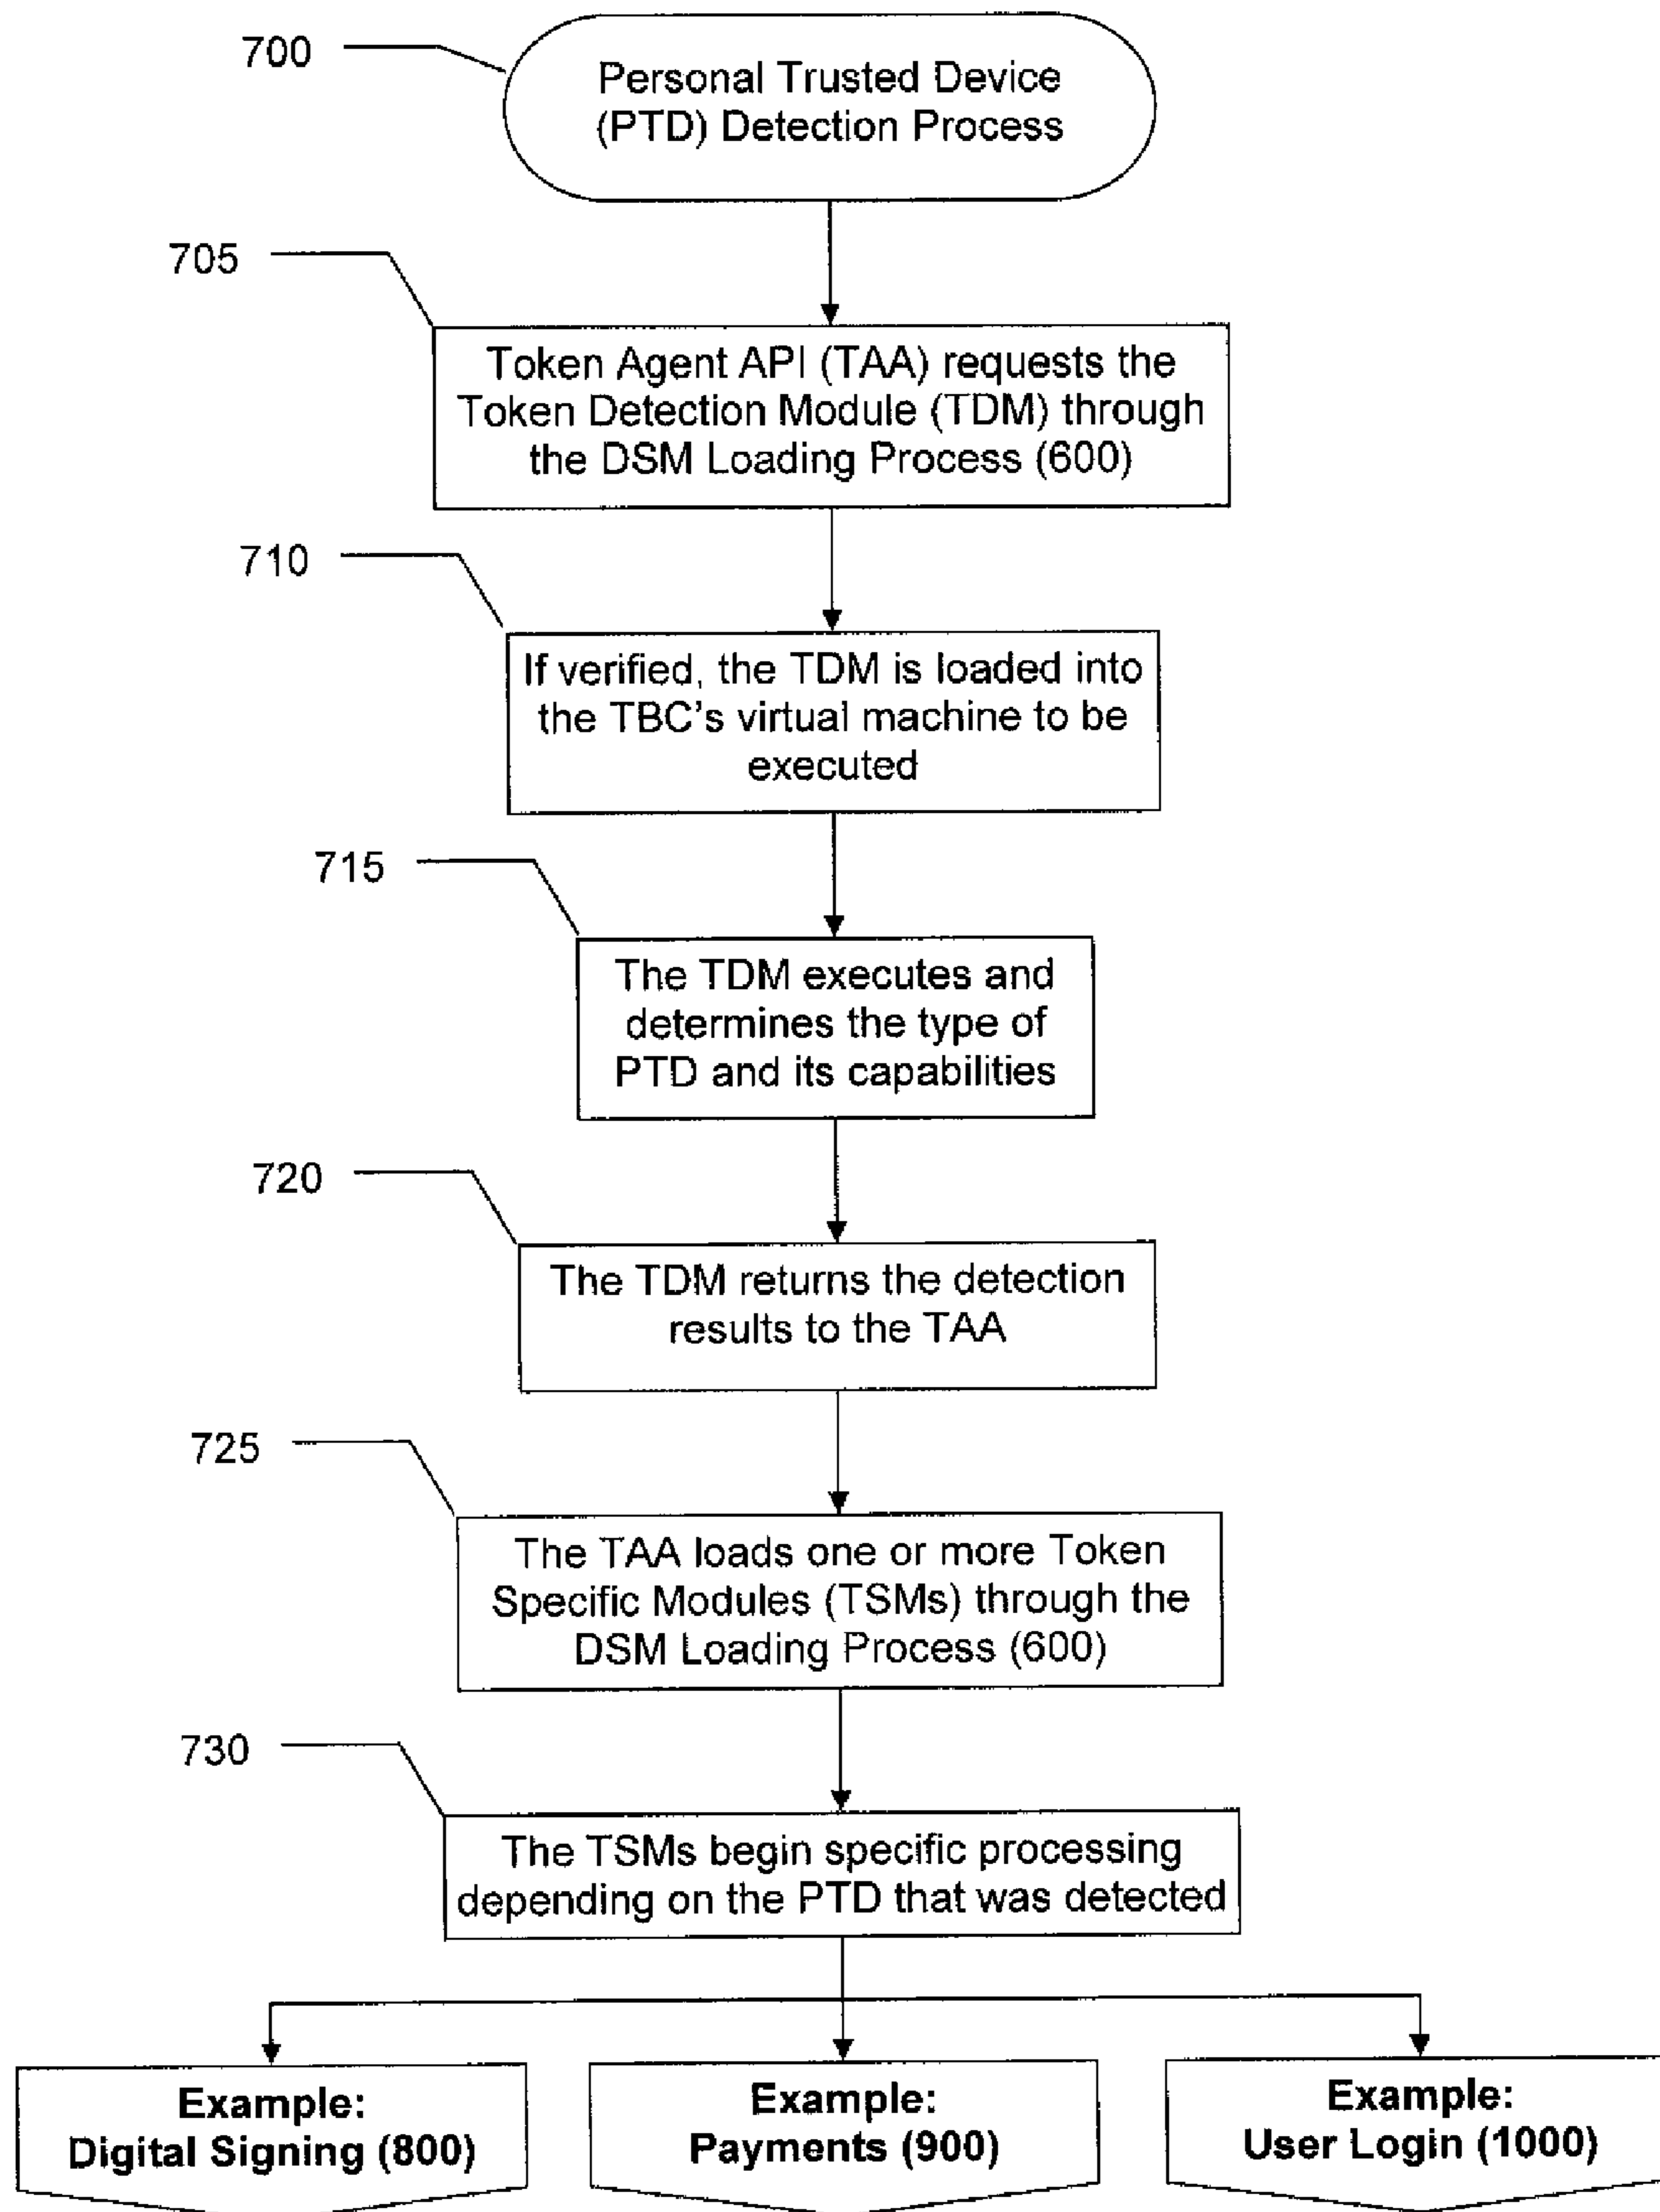 700
Personal Trusted Device
(PTD) Detection Process
705
Token Agent API (TAA) requests the
Token Detection Module (TDM) through
the DSM Loading Process (600)
710
If verified, the TDM is loaded into
the TBC's virtual machine to be
executed
715
The TDM executes and
determines the type of
PTD and its capabilities
720
The TDM returns the detection
results to the TAA
725
The TAA loads one or more Token
Specific Modules (TSMs) through the
DSM Loading Process (600)
730
The TSMs begin specific processing
depending on the PTD that was detected
Example:
Digital Signing (800)
Example:
Payments (900)
Example:
User Login (1000)